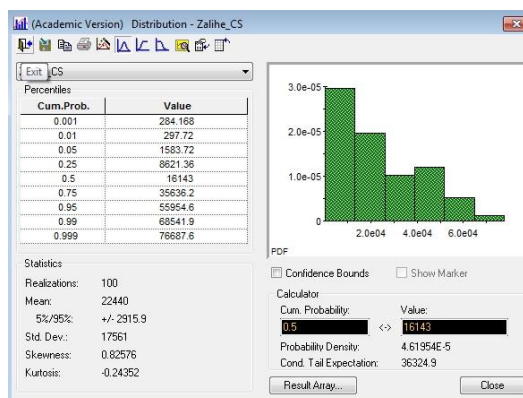 (Academic Version) Distribution - Zalihe_CS
Exit _CS
Percentiles
Cum.Prob. Value
0.001 284.168
0.01 297.72
0.05 1583.72
0.25 8621.36
0.5 16143
0.75 35636.2
0.95 55954.6
0.99 68541.9
0.999 76687.6
Statistics
Realizations: 100
Mean: 22440
5%/95%: +/- 2915.9
Std. Dev.: 17561
Skewness: 0.82576
Kurtosis: -0.24352
3.0e-05
2.0e-05
1.0e-05
0
2.0e04 4.0e04 6.0e04
PDF
Confidence Bounds Show Marker
Calculator
Cum. Probability: Value:
0.5 <-> 16143
Probability Density: 4.61954E-5
Cond. Tail Expectation: 36324.9
Result Array... Close